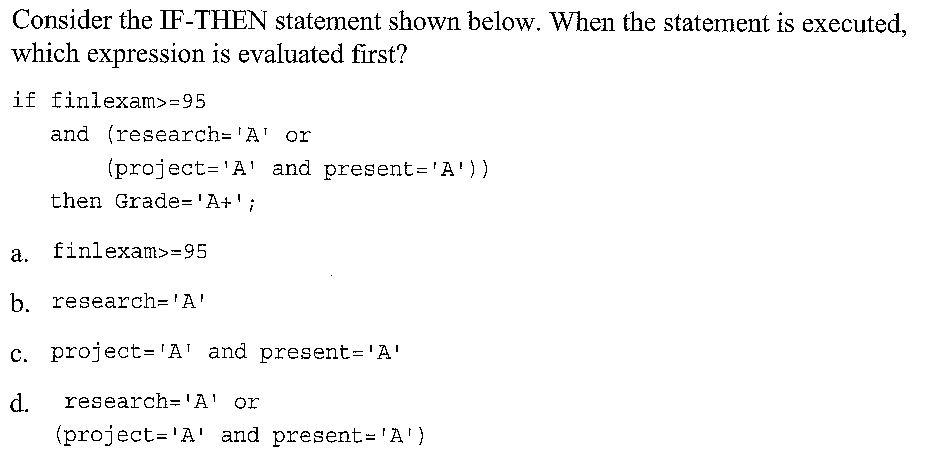 Consider the IF-THEN statement shown below. When the statement is executed,
which expression is evaluated first?
if finlexam>=95
and (research='A' or
(project='A' and present='A'))
then Grade='A+';
a. finlexam>=95
b. research='A'
c. project='A' and present='A'
d. research='A' or
(project='A' and present='A')